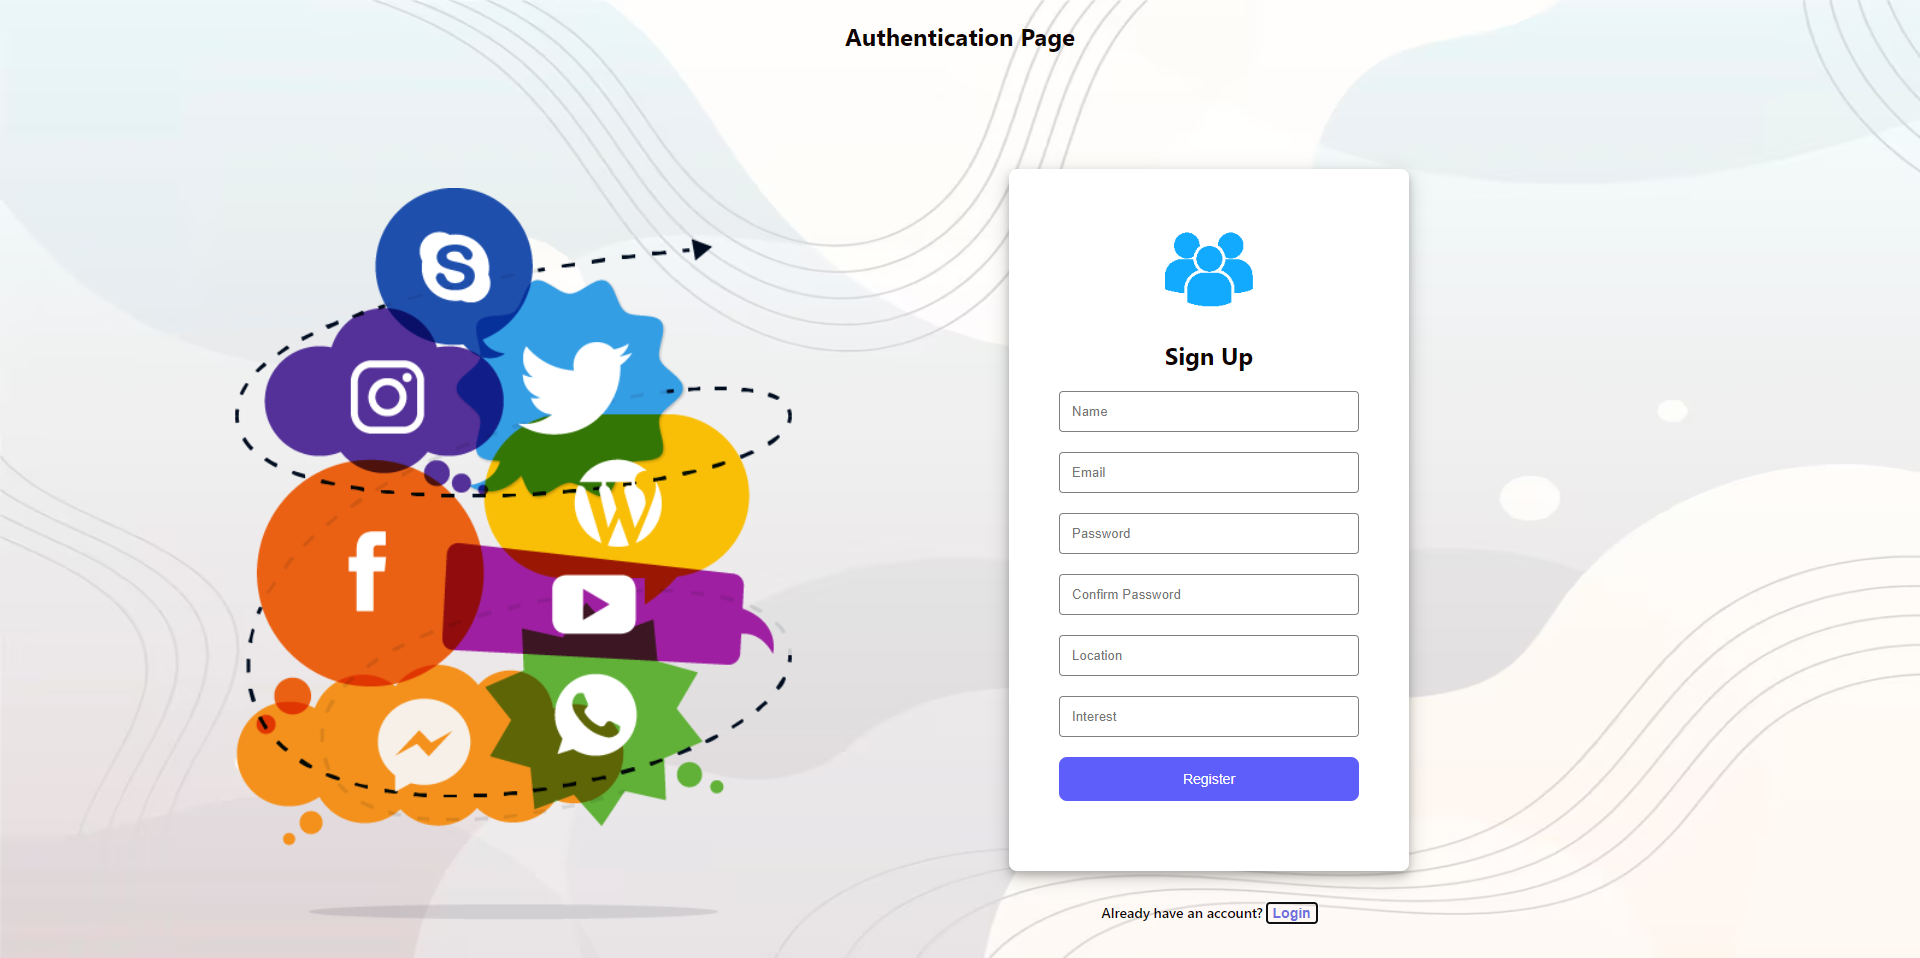 Authentication Page
Sign Up
Name
Email
Password
Confirm Password
Location
Interest
Register
Already have an account? Login